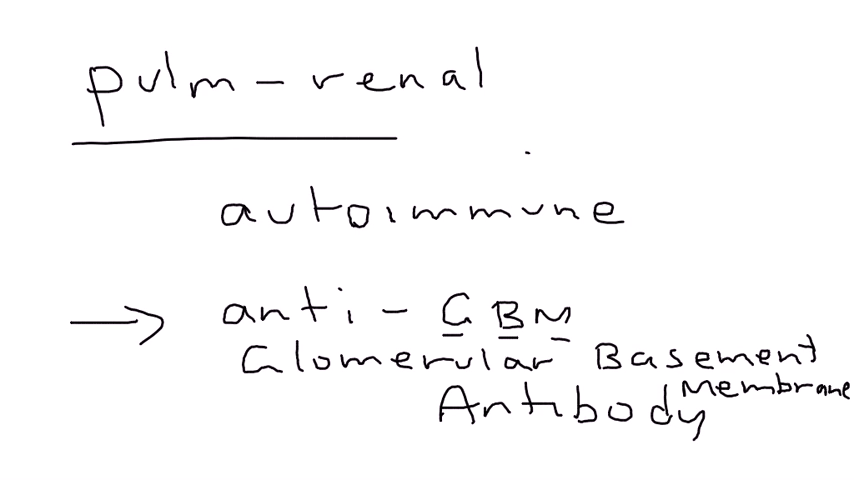 pulm - renal
autoimmune
→ anti - GBM
Glomerular Basement
Membrane
Antibody